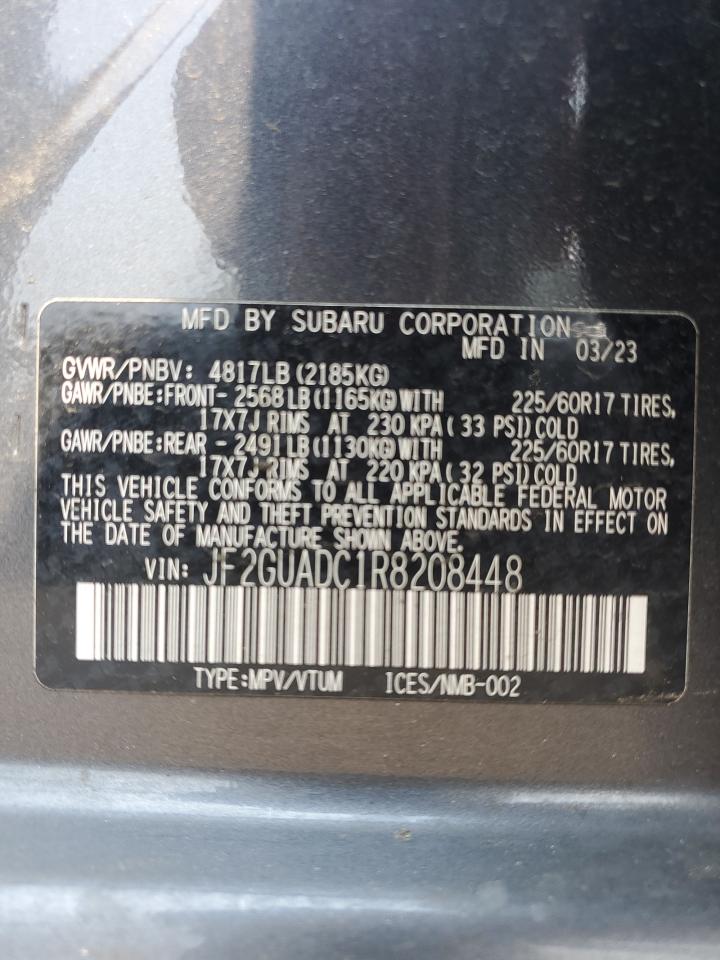 MFD BY SUBARU CORPORATION
MFD IN 03/23
GVWR/PNBV: 4817LB (2185KG)
GAWR/PNBE:FRONT- 2568LB(1165KG)WITH 225/60R17 TIRES,
17X7J RIMS AT 230 KPA( 33 PSI)COLD
GAWR/PNBE:REAR - 2491LB(1130KG)WITH 225/60R17 TIRES,
17X7J RIMS AT 220 KPA( 32 PSI)COLD
THIS VEHICLE CONFORMS TO ALL APPLICABLE FEDERAL MOTOR
VEHICLE SAFETY AND THEFT PREVENTION STANDARDS IN EFFECT ON
THE DATE OF MANUFACTURE SHOWN ABOVE.
VIN: JF2GUADC1R8208448
TYPE:MPV/VTUM ICES/NMB-002